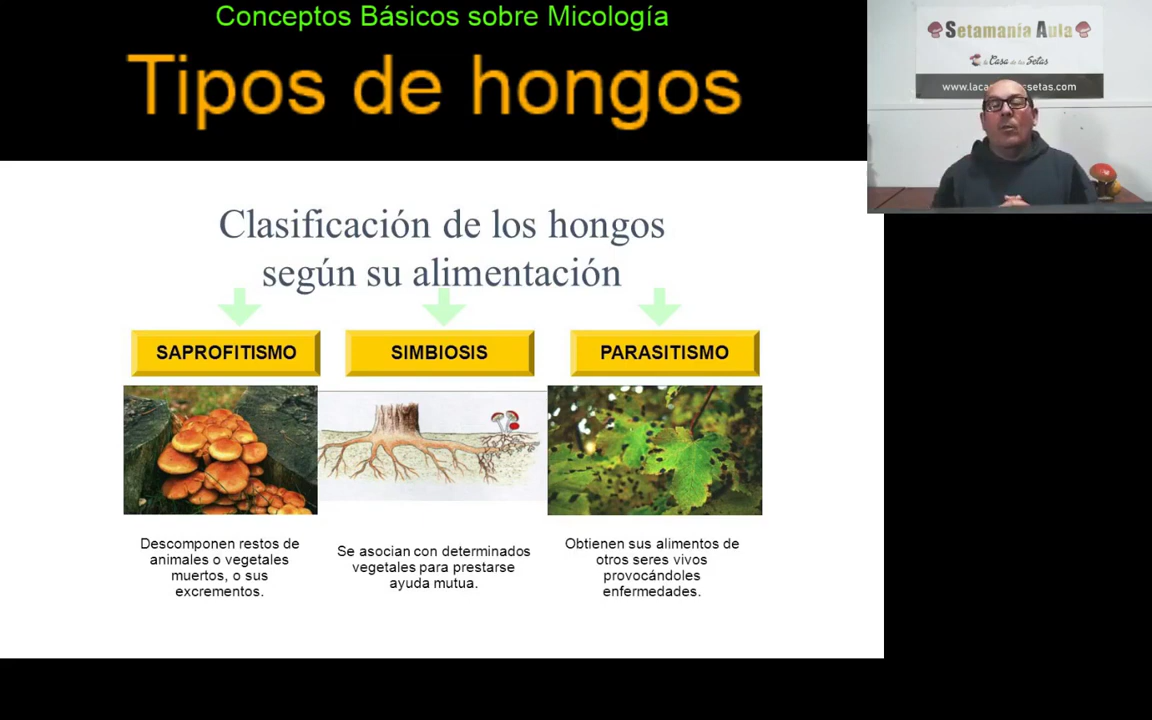 Conceptos Básicos sobre Micología
Tipos de hongos
Setamanía Aula
la Casa de las Setas
www.laca
ssetas.com
Clasificación de los hongos
según su alimentación
SAPROFITISMO
SIMBIOSIS
PARASITISMO
Descomponen restos de
animales o vegetales
muertos, o sus
excrementos.
Se asocian con determinados
vegetales para prestarse
ayuda mutua.
Obtienen sus alimentos de
otros seres vivos
provocándoles
enfermedades.